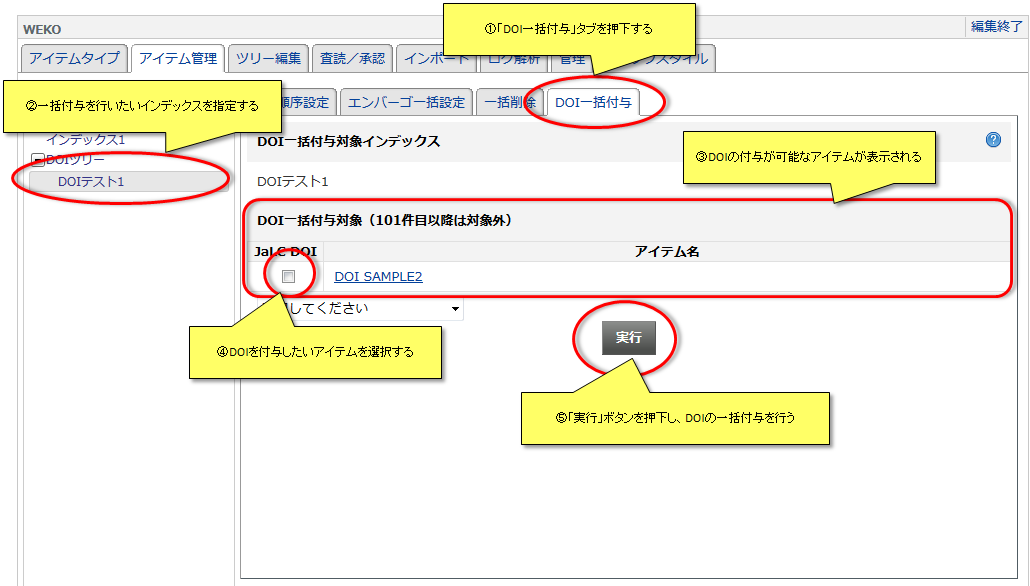 WEKO
編集終了
①「DOI一括付与」タブを押下する
アイテムタイプ
アイテム管理
ツリー編集
査読／承認
インポート
ログ解析
管理
スタイル
②一括付与を行いたいインデックスを指定する
順序設定
エンバーゴ一括設定
一括削除
DOI一括付与
インデックス1
DOIツリー
DOIテスト1
DOI一括付与対象インデックス
③DOIの付与が可能なアイテムが表示される
DOIテスト1
DOI一括付与対象（101件目以降は対象外）
JaLC DOI
アイテム名
DOI SAMPLE2
してください
実行
④DOIを付与したいアイテムを選択する
⑤「実行」ボタンを押下し、DOIの一括付与を行う